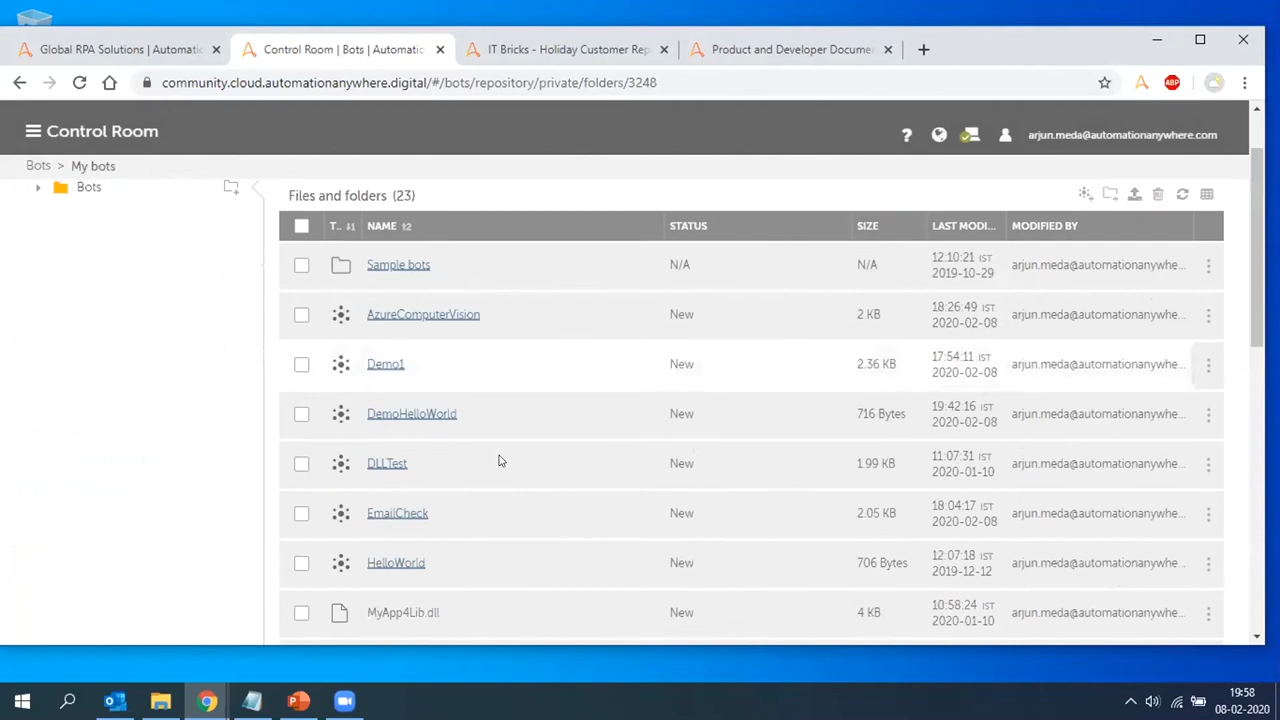 Global RPA Solutions | Automatic
Control Room | Bots | Automatic
IT Bricks - Holiday Customer Rep
Product and Developer Documen
community.cloud.automationanywhere.digital/#/bots/repository/private/folders/3248
ABP
Control Room
?
arjun.meda@automationanywhere.com
Bots > My bots
Bots
Files and folders (23)
T.. NAME STATUS SIZE LAST MODI... MODIFIED BY
Sample bots N/A N/A 12:10:21 IST 2019-10-29 arjun.meda@automationanywhe...
AzureComputerVision New 2 KB 18:26:49 IST 2020-02-08 arjun.meda@automationanywhe...
Demo1 New 2.36 KB 17:54:11 IST 2020-02-08 arjun.meda@automationanywhe...
DemoHelloWorld New 716 Bytes 19:42:16 IST 2020-02-08 arjun.meda@automationanywhe...
DLLTest New 1.99 KB 11:07:31 IST 2020-01-10 arjun.meda@automationanywhe...
EmailCheck New 2.05 KB 18:04:17 IST 2020-02-08 arjun.meda@automationanywhe...
HelloWorld New 706 Bytes 12:07:18 IST 2019-12-12 arjun.meda@automationanywhe...
MyApp4Lib.dll New 4 KB 10:58:24 IST 2020-01-10 arjun.meda@automationanywhe...
19:58
08-02-2020